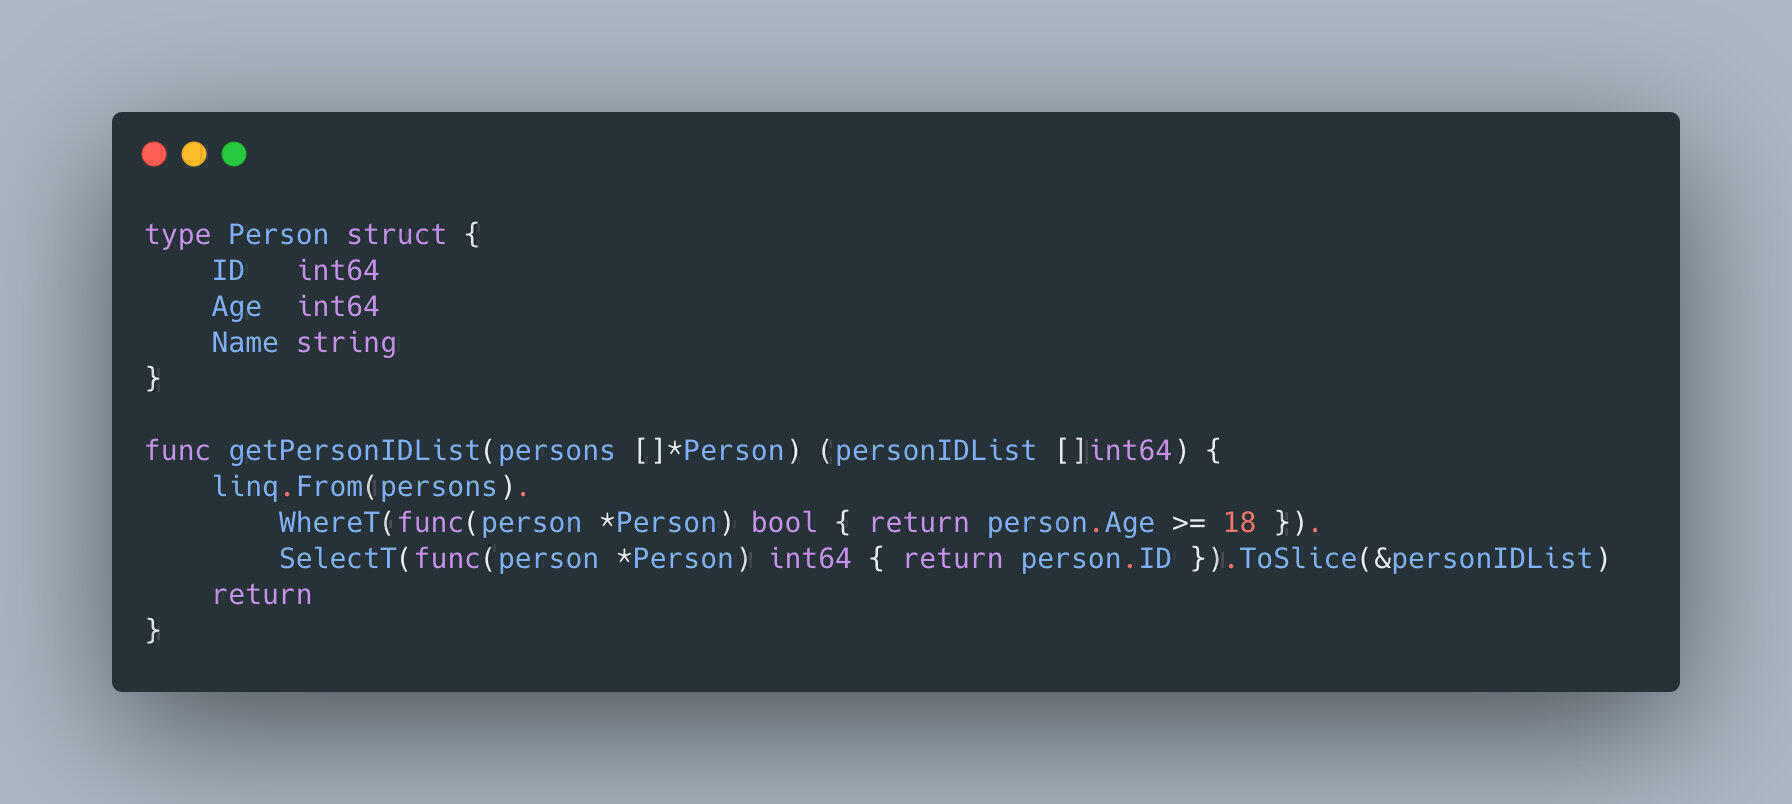 type Person struct {
    ID   int64
    Age  int64
    Name string
}

func getPersonIDList(persons []*Person) (personIDList []int64) {
    linq.From(persons).
        WhereT(func(person *Person) bool { return person.Age >= 18 }).
        SelectT(func(person *Person) int64 { return person.ID }).ToSlice(&personIDList)
    return
}